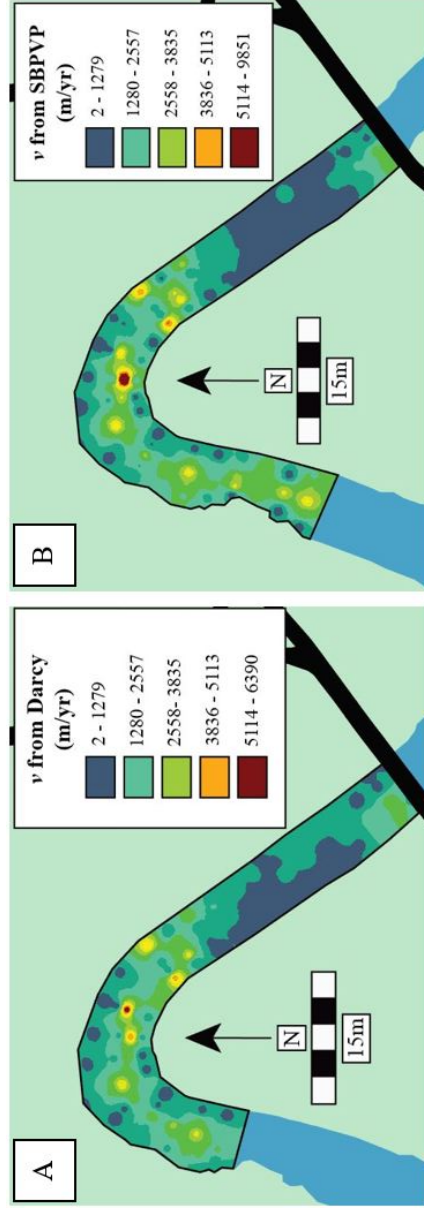 A
v from Darcy
(m/yr)
2 - 1279
1280 - 2557
2558- 3835
3836 - 5113
5114 - 6390
N
15m
B
v from SBPVP
(m/yr)
2 - 1279
1280 - 2557
2558 - 3835
3836 - 5113
5114 - 9851
N
15m